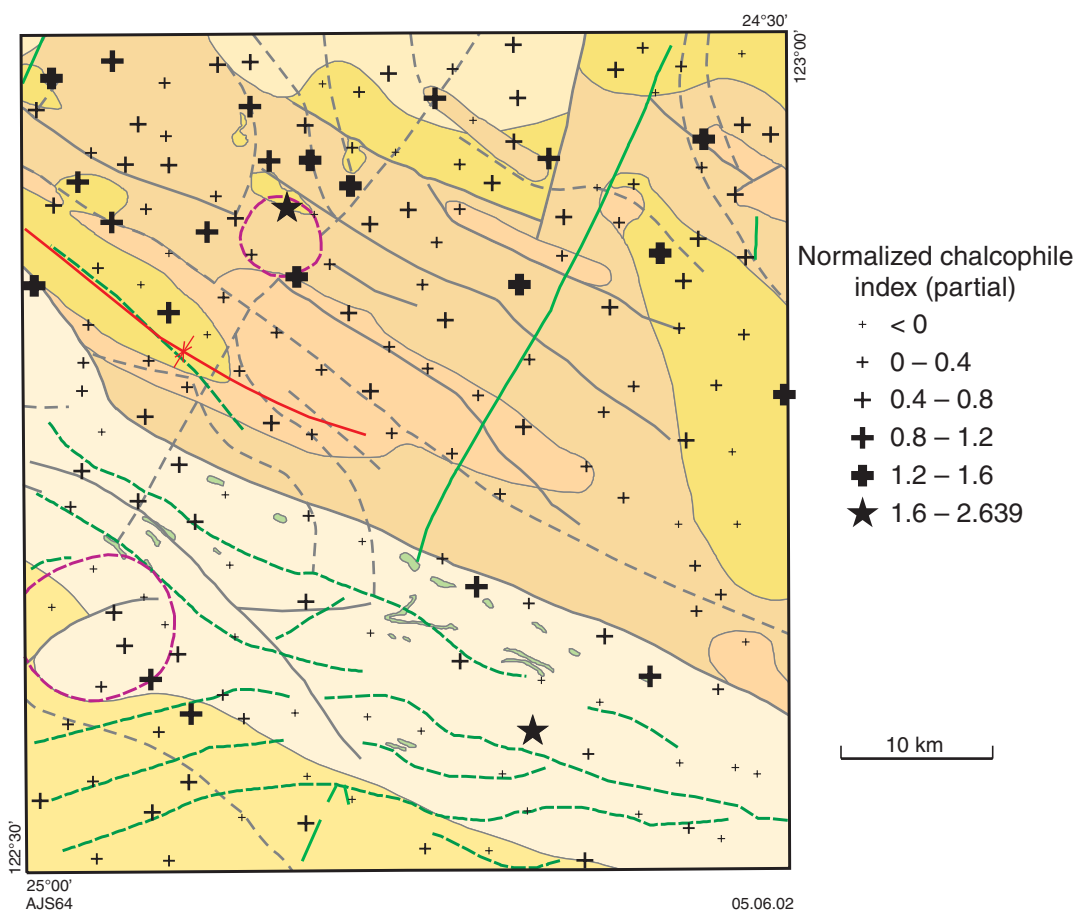 24°30’
123°00’
Normalized chalcophile
index (partial)
< 0
0 – 0.4
0.4 – 0.8
0.8 – 1.2
1.2 – 1.6
1.6 – 2.639
10 km
122°30’
25°00’
AJS64
05.06.02